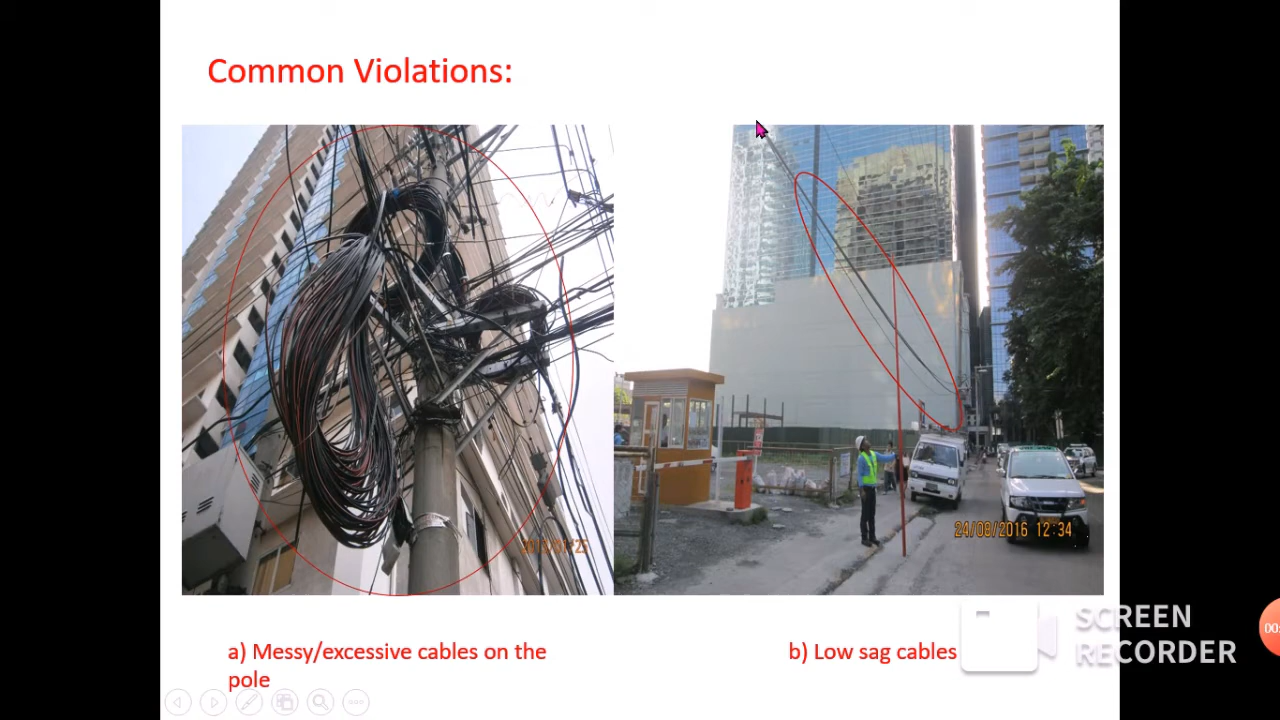 Common Violations:
24/08/2016 12:34
a) Messy/excessive cables on the
pole
b) Low sag cables
SCREEN
RECORDER